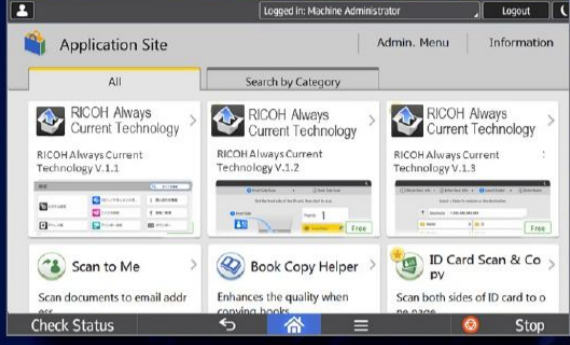 Logged in: Machine Administrator
Logout
Application Site
Admin. Menu
Information
All
Search by Category
RICOH Always
Current Technology
RICOH Always Current
Technology V.1.1
RICOH Always
Current Technology
RICOH Always Current
Technology V.1.2
Free
RICOH Always
Current Technology
RICOH Always Current
Technology V.1.3
Free
Scan to Me
Scan documents to email addr
ess
Book Copy Helper
Enhances the quality when
copying books
ID Card Scan & Co
py
Scan both sides of ID card to o
ne page
Check Status
Stop